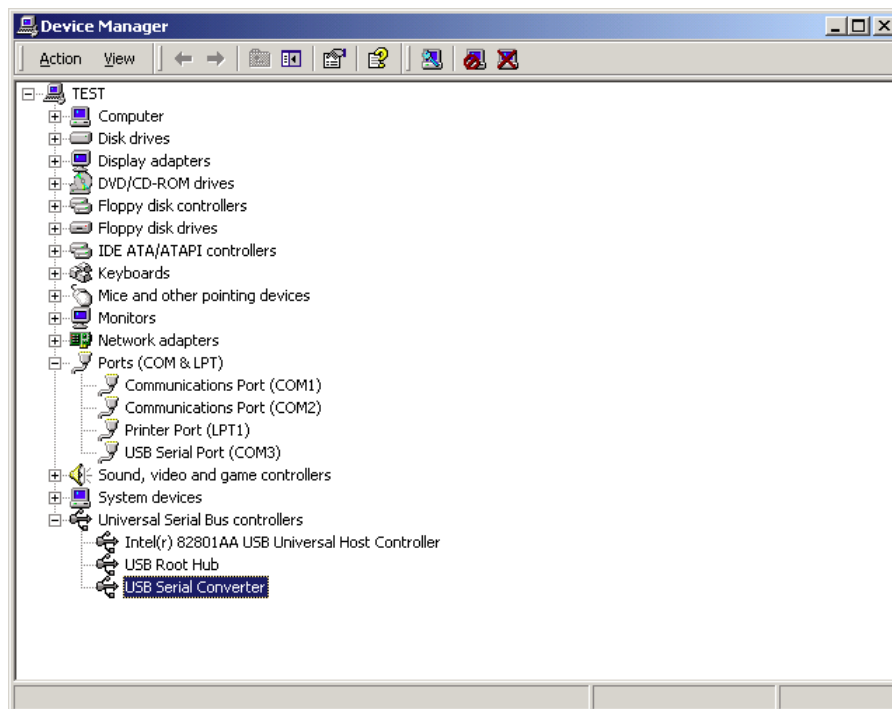 Device Manager
Action View
TEST
Computer
Disk drives
Display adapters
DVD/CD-ROM drives
Floppy disk controllers
Floppy disk drives
IDE ATA/ATAPI controllers
Keyboards
Mice and other pointing devices
Monitors
Network adapters
Ports (COM & LPT)
Communications Port (COM1)
Communications Port (COM2)
Printer Port (LPT1)
USB Serial Port (COM3)
Sound, video and game controllers
System devices
Universal Serial Bus controllers
Intel(r) 82801AA USB Universal Host Controller
USB Root Hub
USB Serial Converter